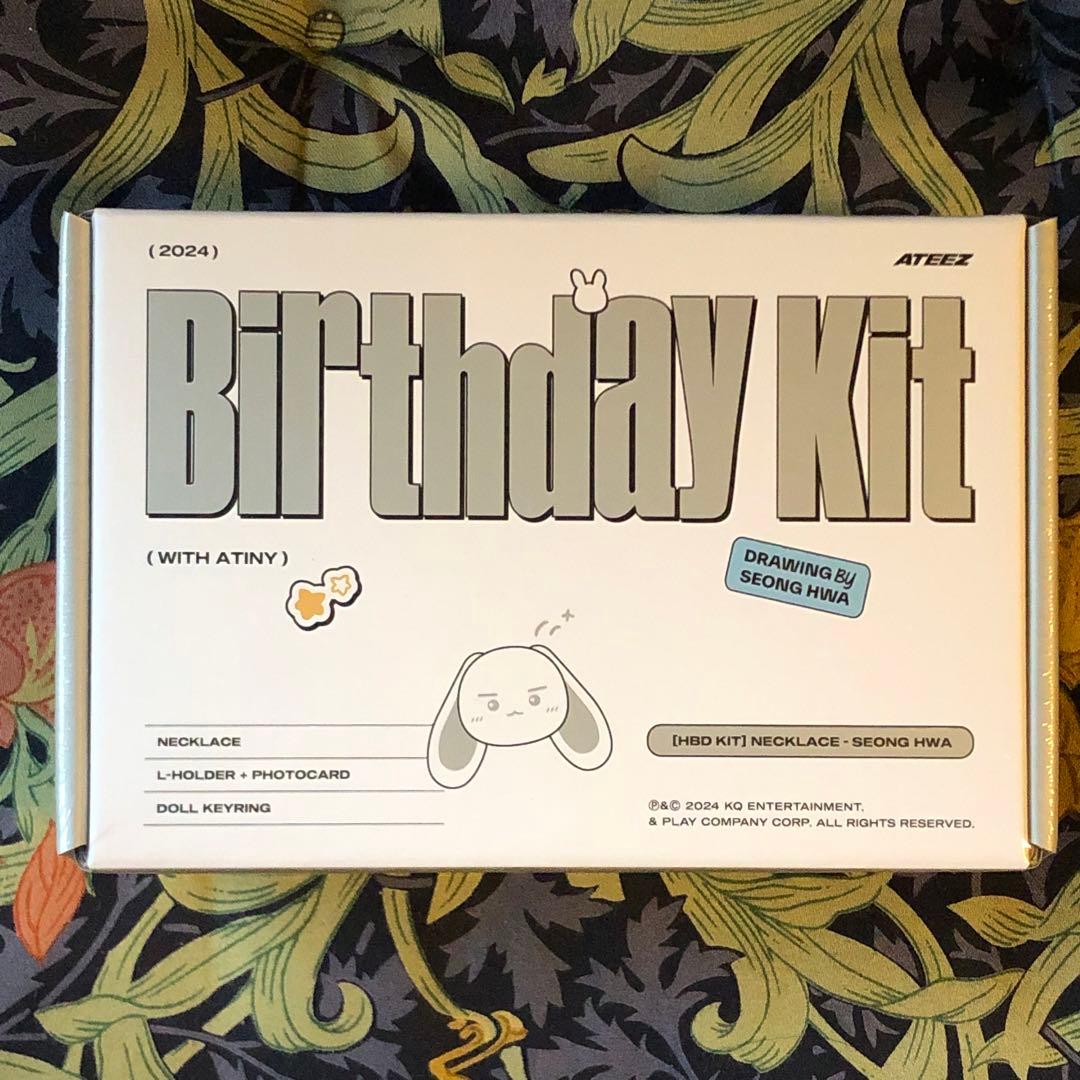 (2024)
ATEEZ
Birthday Kit
(WITH ATINY)
DRAWING By
SEONG HWA
NECKLACE
L-HOLDER + PHOTOCARD
DOLL KEYRING
[HBD KIT] NECKLACE - SEONG HWA
℗&© 2024 KQ ENTERTAINMENT,
& PLAY COMPANY CORP. ALL RIGHTS RESERVED.